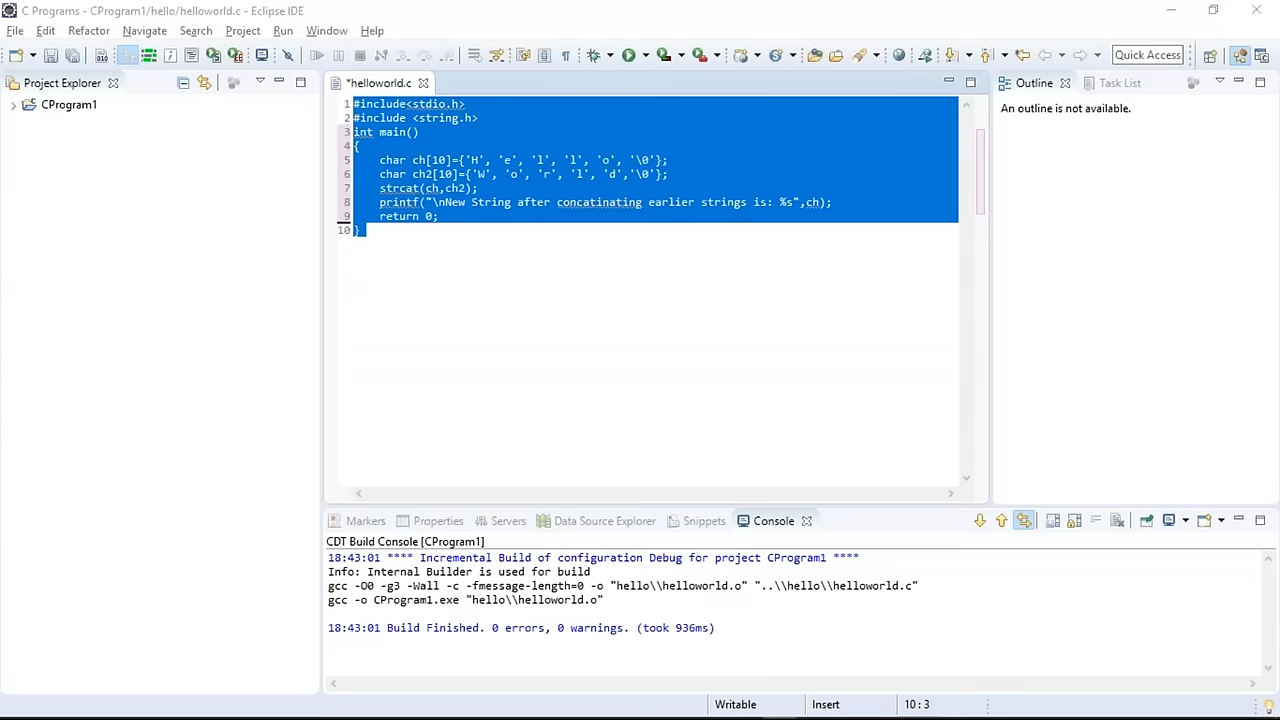 C Programs - CProgram1/hello/helloworld.c - Eclipse IDE
File Edit Refactor Navigate Search Project Run Window Help
Quick Access
Project Explorer
*helloworld.c
Outline
Task List
CProgram1
An outline is not available.
1 #include<stdio.h>
2 #include <string.h>
3 int main()
4 {
5 char ch[10]={'H', 'e', 'l', 'l', 'o', '\0'};
6 char ch2[10]={'W', 'o', 'r', 'l', 'd','\0'};
7 strcat(ch,ch2);
8 printf("\nNew String after concatinating earlier strings is: %s",ch);
9 return 0;
10 }
Markers Properties Servers Data Source Explorer Snippets Console
CDT Build Console [CProgram1]
18:43:01 **** Incremental Build of configuration Debug for project CProgram1 ****
Info: Internal Builder is used for build
gcc -O0 -g3 -Wall -c -fmessage-length=0 -o "hello\\helloworld.o" "..\\hello\\helloworld.c"
gcc -o CProgram1.exe "hello\\helloworld.o"
18:43:01 Build Finished. 0 errors, 0 warnings. (took 936ms)
Writable Insert 10 : 3